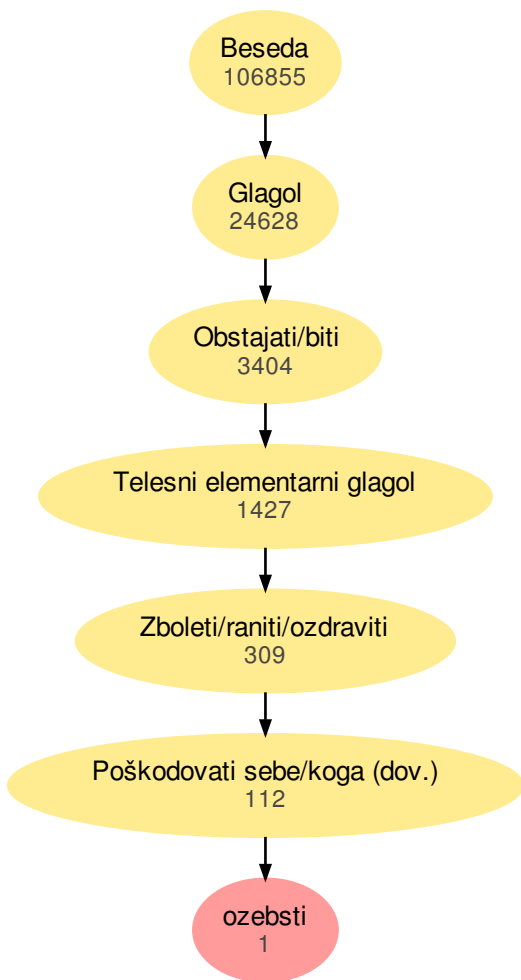 Beseda
106855
Glagol
24628
Obstajati/biti
3404
Telesni elementarni glagol
1427
Zboleti/raniti/ozdraviti
309
Poškodovati sebe/koga (dov.)
112
ozebsti
1